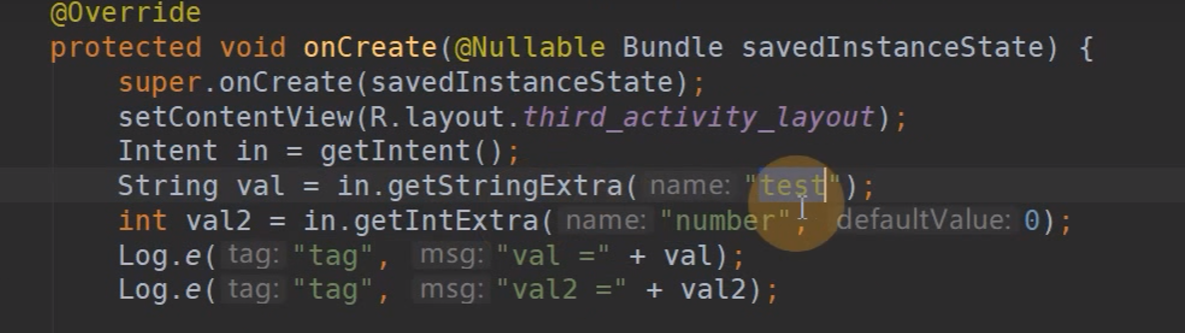 @Override
protected void onCreate(@Nullable Bundle savedInstanceState) {
super.onCreate(savedInstanceState);
setContentView(R.layout.third_activity_layout);
Intent in = getIntent();
String val = in.getStringExtra( name: "test");
int val2 = in.getIntExtra( name: "number", defaultValue: 0);
Log.e( tag: "tag", msg: "val =" + val);
Log.e( tag: "tag", msg: "val2 =" + val2);